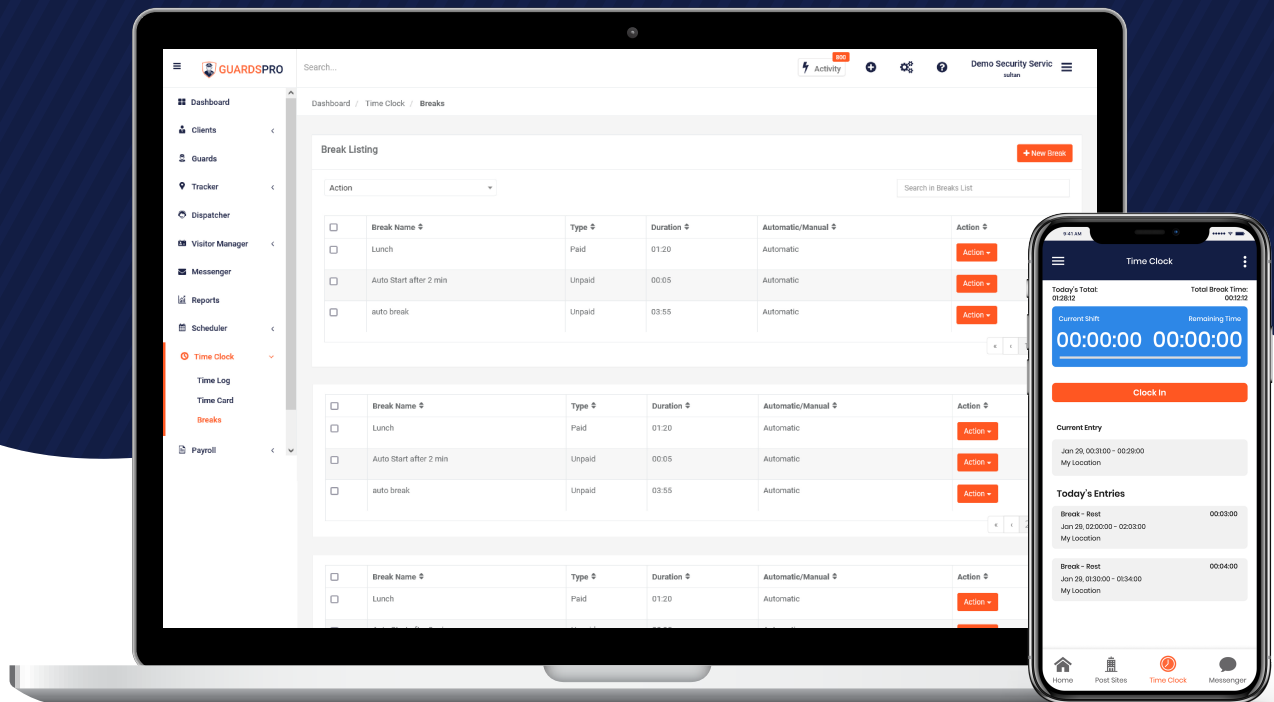 GUARDSPRO
Search...
800
Activity
Demo Security Servic
sultan
Dashboard
Clients
Guards
Tracker
Dispatcher
Visitor Manager
Messenger
Reports
Scheduler
Time Clock
Time Log
Time Card
Breaks
Payroll
Dashboard / Time Clock / Breaks
Break Listing
+ New Break
Action
Search in Breaks List
Break Name Type Duration Automatic/Manual Action
Lunch Paid 01:20 Automatic Action
Auto Start after 2 min Unpaid 00:05 Automatic Action
auto break Unpaid 03:55 Automatic Action
« ‹
Break Name Type Duration Automatic/Manual Action
Lunch Paid 01:20 Automatic Action
Auto Start after 2 min Unpaid 00:05 Automatic Action
auto break Unpaid 03:55 Automatic Action
« ‹
Break Name Type Duration Automatic/Manual Action
Lunch Paid 01:20 Automatic Action
9:41 AM
Time Clock
Today's Total: Total Break Time:
01:28:12 00:12:12
Current Shift Remaining Time
00:00:00 00:00:00
Clock In
Current Entry
Jan 29, 00:31:00 - 00:29:00
My Location
Today's Entries
Break - Rest 00:03:00
Jan 29, 02:00:00 - 02:03:00
My Location
Break - Rest 00:04:00
Jan 29, 01:30:00 - 01:34:00
My Location
Home Post Sites Time Clock Messenger